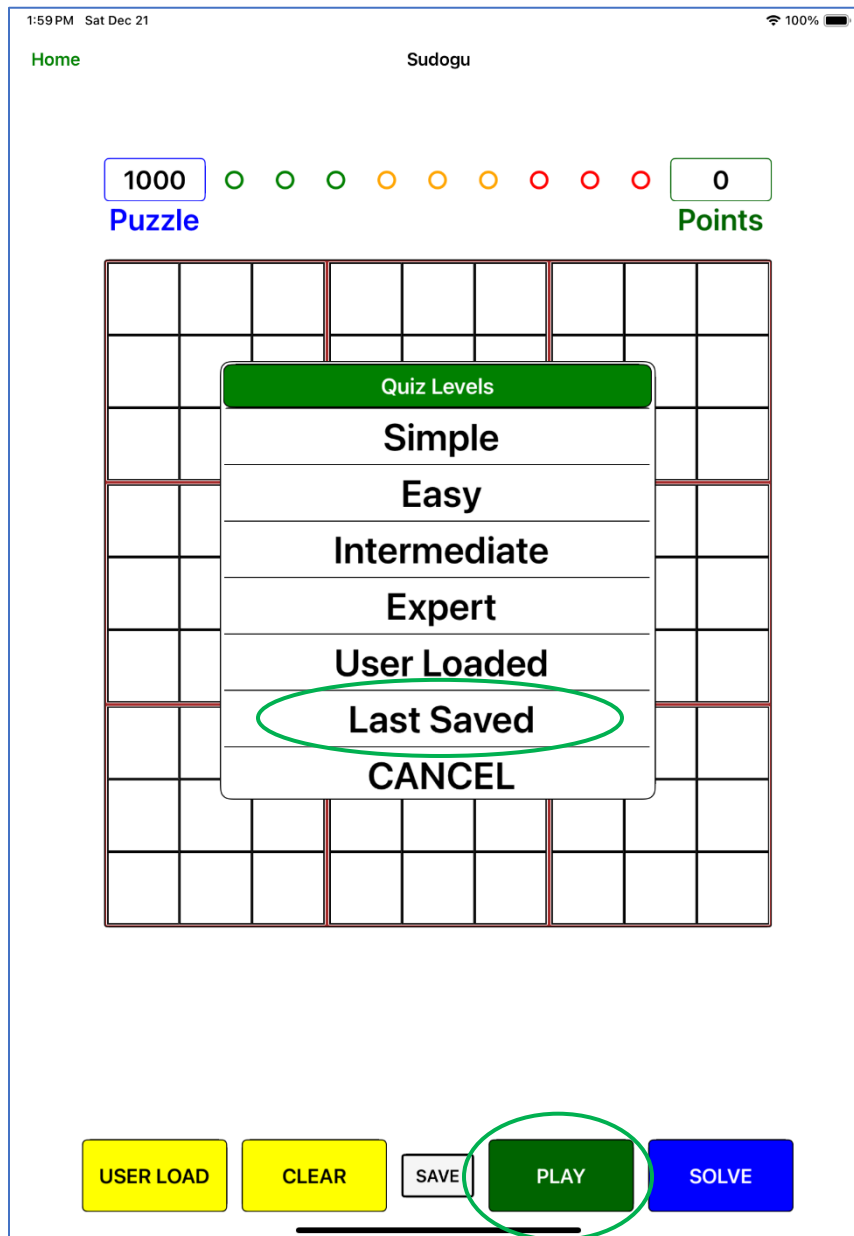 1:59 PM Sat Dec 21 100%
Home Sudogu
1000 0
Puzzle Points
Quiz Levels
Simple
Easy
Intermediate
Expert
User Loaded
Last Saved
CANCEL
USER LOAD CLEAR SAVE PLAY SOLVE